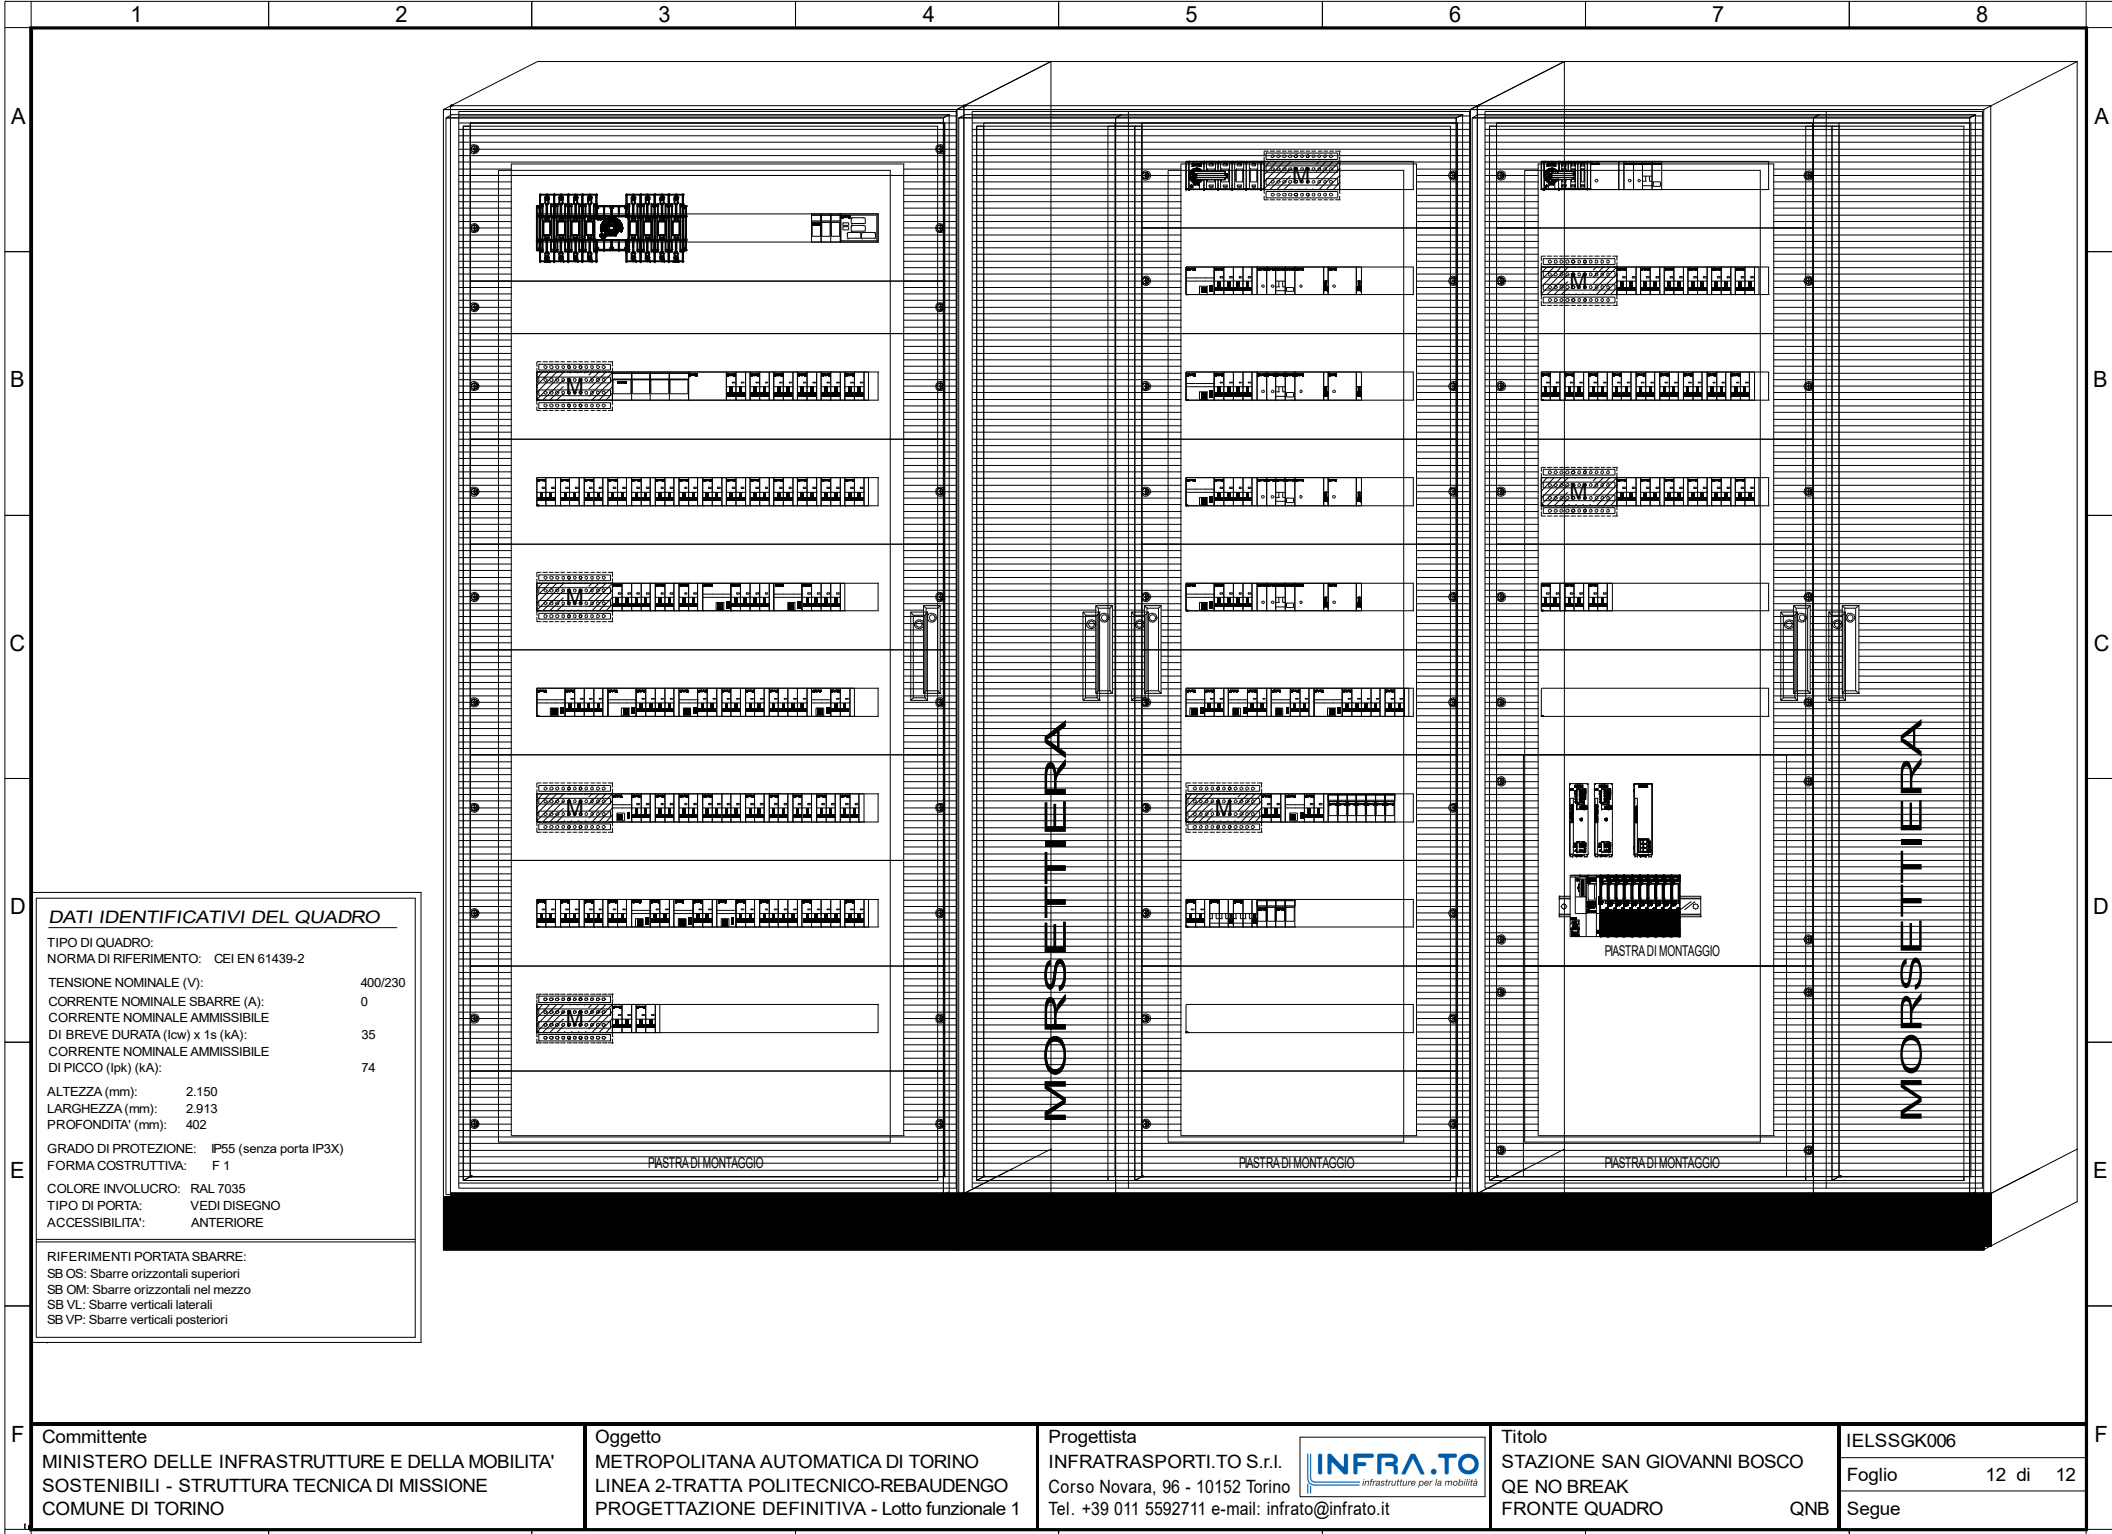 1 2 3 4 5 6 7 8
A A
B B
C C
D D
E E
F F
M
M
M
M
M
M
M
M
M
MORSETTIERA
MORSETTIERA
PIASTRA DI MONTAGGIO
PIASTRA DI MONTAGGIO
PIASTRA DI MONTAGGIO
PIASTRA DI MONTAGGIO
DATI IDENTIFICATIVI DEL QUADRO
TIPO DI QUADRO:
NORMA DI RIFERIMENTO: CEI EN 61439-2
TENSIONE NOMINALE (V): 400/230
CORRENTE NOMINALE SBARRE (A): 0
CORRENTE NOMINALE AMMISSIBILE
DI BREVE DURATA (Icw) x 1s (kA): 35
CORRENTE NOMINALE AMMISSIBILE
DI PICCO (Ipk) (kA): 74
ALTEZZA (mm): 2.150
LARGHEZZA (mm): 2.913
PROFONDITA' (mm): 402
GRADO DI PROTEZIONE: IP55 (senza porta IP3X)
FORMA COSTRUTTIVA: F 1
COLORE INVOLUCRO: RAL 7035
TIPO DI PORTA: VEDI DISEGNO
ACCESSIBILITA': ANTERIORE
RIFERIMENTI PORTATA SBARRE:
SB OS: Sbarre orizzontali superiori
SB OM: Sbarre orizzontali nel mezzo
SB VL: Sbarre verticali laterali
SB VP: Sbarre verticali posteriori
Committente
MINISTERO DELLE INFRASTRUTTURE E DELLA MOBILITA'
SOSTENIBILI - STRUTTURA TECNICA DI MISSIONE
COMUNE DI TORINO
Oggetto
METROPOLITANA AUTOMATICA DI TORINO
LINEA 2-TRATTA POLITECNICO-REBAUDENGO
PROGETTAZIONE DEFINITIVA - Lotto funzionale 1
Progettista
INFRATRASPORTI.TO S.r.l.
Corso Novara, 96 - 10152 Torino
Tel. +39 011 5592711 e-mail: infrato@infrato.it
INFRA.TO
infrastrutture per la mobilità
Titolo
STAZIONE SAN GIOVANNI BOSCO
QE NO BREAK
FRONTE QUADRO QNB
IELSSGK006
Foglio 12 di 12
Segue